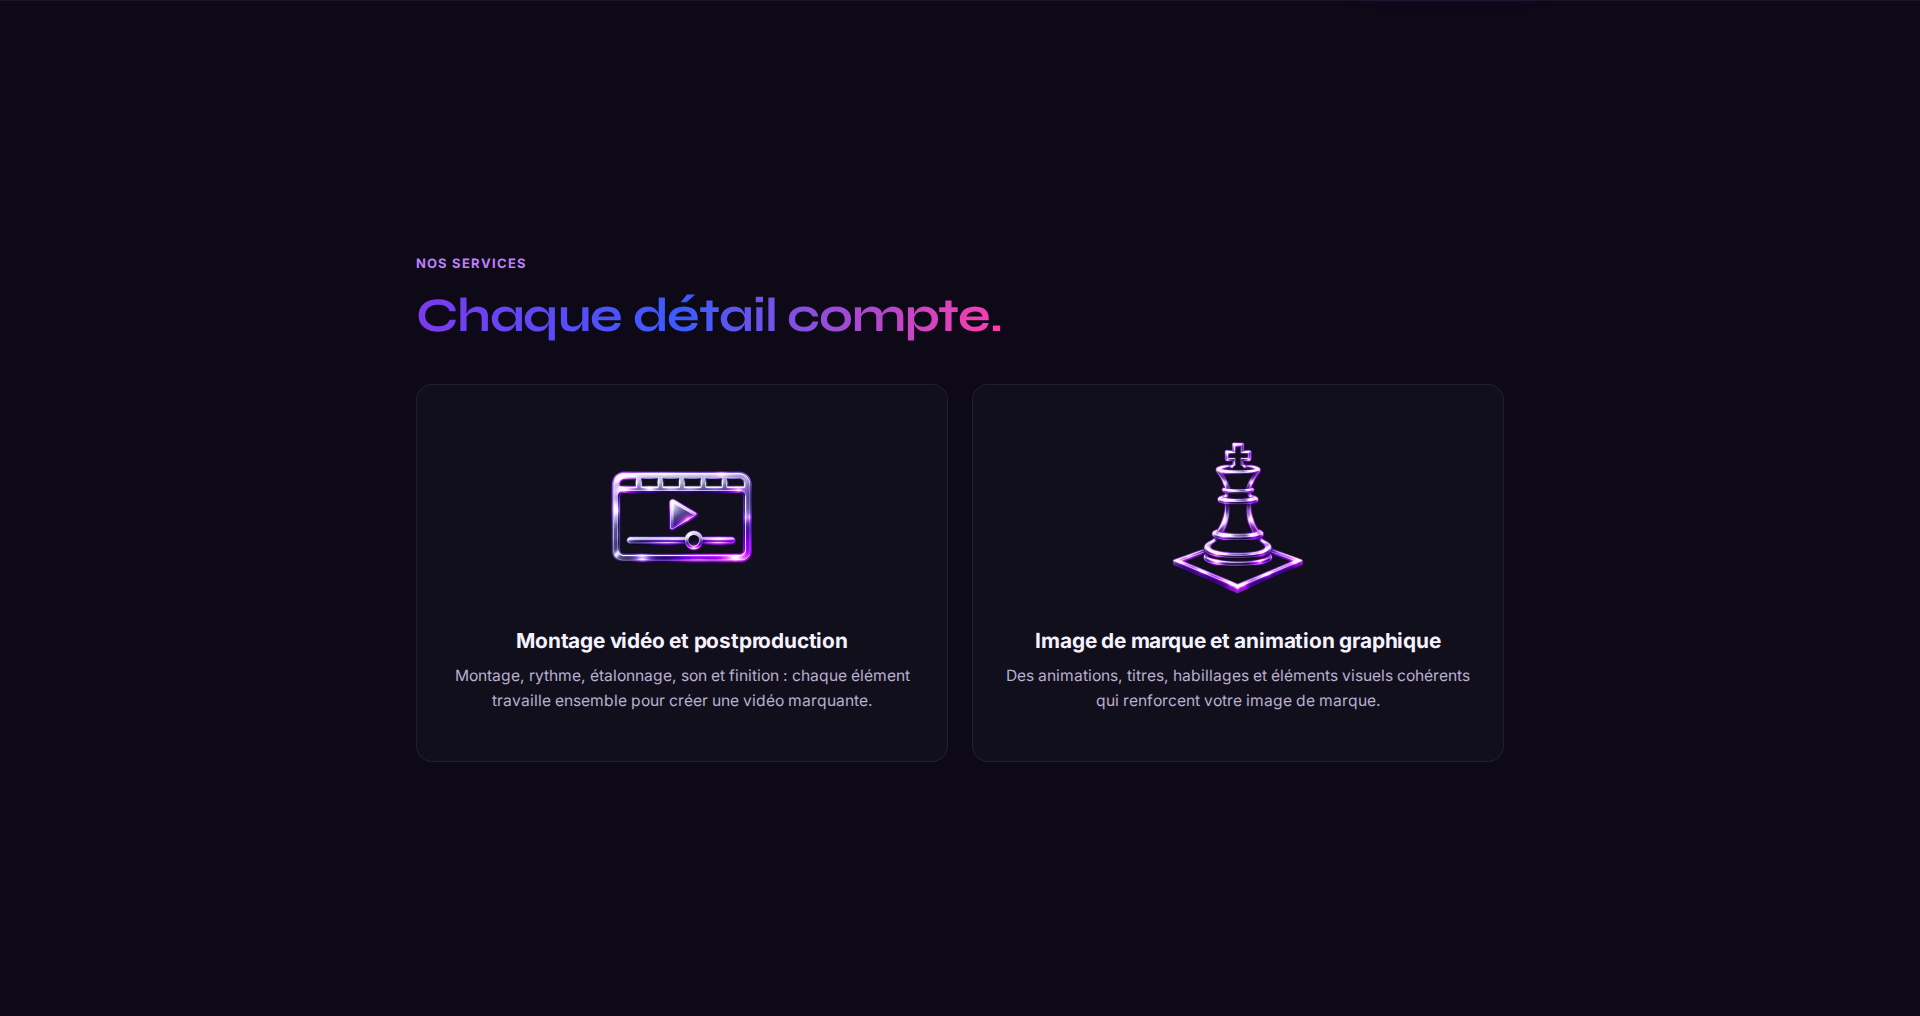 NOS SERVICES
Chaque détail compte.
Montage vidéo et postproduction
Montage, rythme, étalonnage, son et finition : chaque élément
travaille ensemble pour créer une vidéo marquante.
Image de marque et animation graphique
Des animations, titres, habillages et éléments visuels cohérents
qui renforcent votre image de marque.